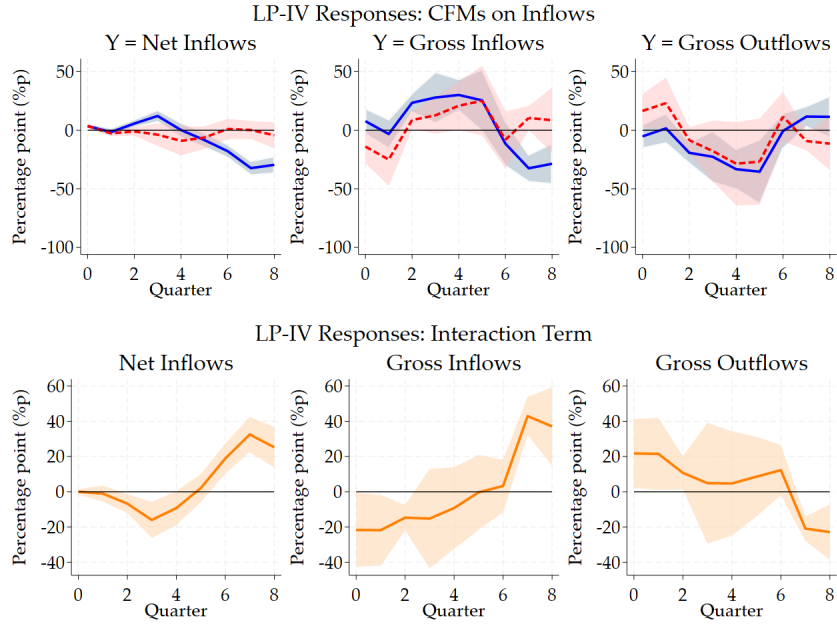 LP-IV Responses: CFMs on Inflows
Y = Net Inflows
Y = Gross Inflows
Y = Gross Outflows
Percentage point (%p)
50
0
-50
-100
0 2 4 6 8
Quarter
Percentage point (%p)
50
0
-50
-100
0 2 4 6 8
Quarter
Percentage point (%p)
50
0
-50
-100
0 2 4 6 8
Quarter
LP-IV Responses: Interaction Term
Net Inflows
Gross Inflows
Gross Outflows
Percentage point (%p)
60
40
20
0
-20
-40
0 2 4 6 8
Quarter
Percentage point (%p)
60
40
20
0
-20
-40
0 2 4 6 8
Quarter
Percentage point (%p)
60
40
20
0
-20
-40
0 2 4 6 8
Quarter